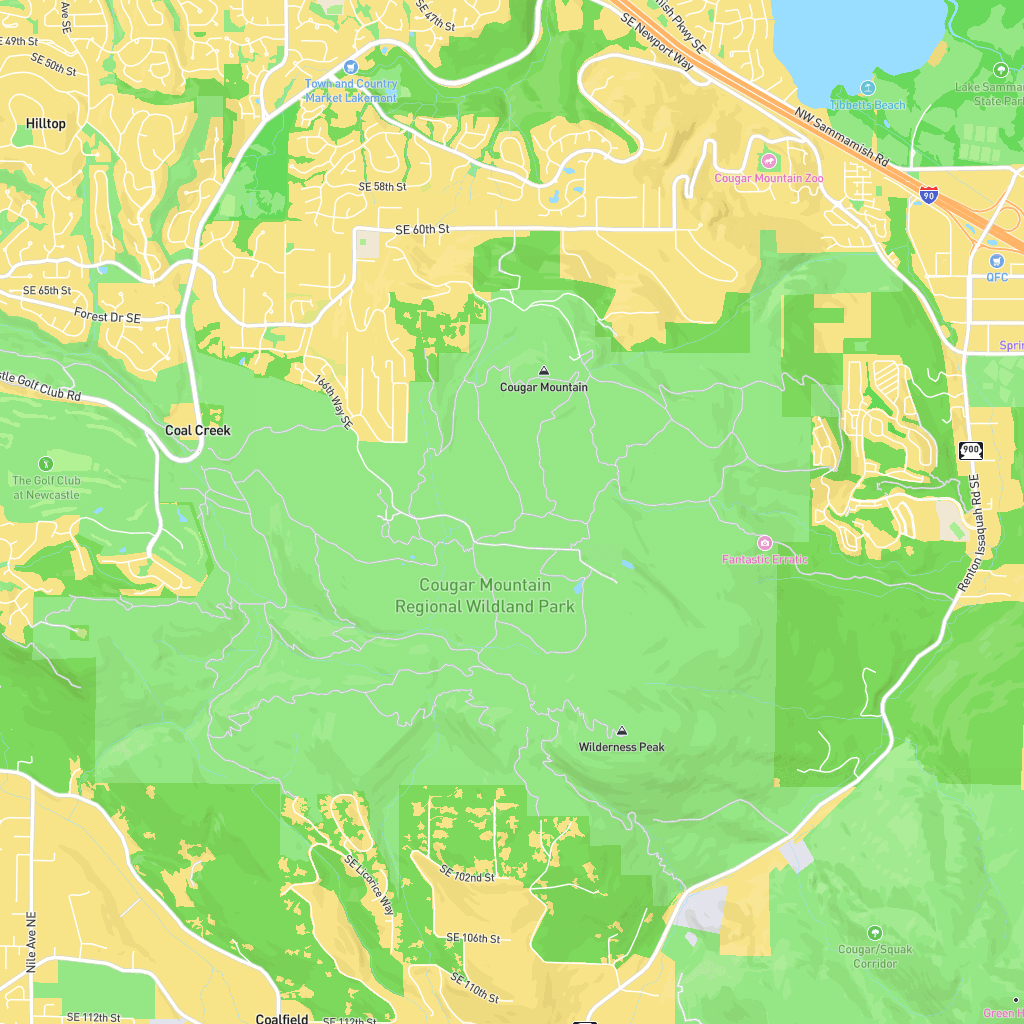 Ave SE
SE 47th St
SE 49th St
SE 50th St
SE Newport Way
mish Pkwy SE
Town and Country
Market Lakemont
Hilltop
Tibbetts Beach
Lake Samma
State Park
NW Sammamish Rd
Cougar Mountain Zoo
SE 58th St
90
SE 60th St
QFC
SE 65th St
Forest Dr SE
Sprin
stle Golf Club Rd
166th Way SE
Cougar Mountain
Coal Creek
900
The Golf Club
at Newcastle
Renton Issaquah Rd SE
Fantastic Erratic
Cougar Mountain
Regional Wildland Park
Wilderness Peak
SE Licorice Way
SE 102nd St
Nile Ave NE
SE 106th St
Cougar/Squak
Corridor
SE 110th St
Green H
SE 112th St
Coalfield
SE 112th St